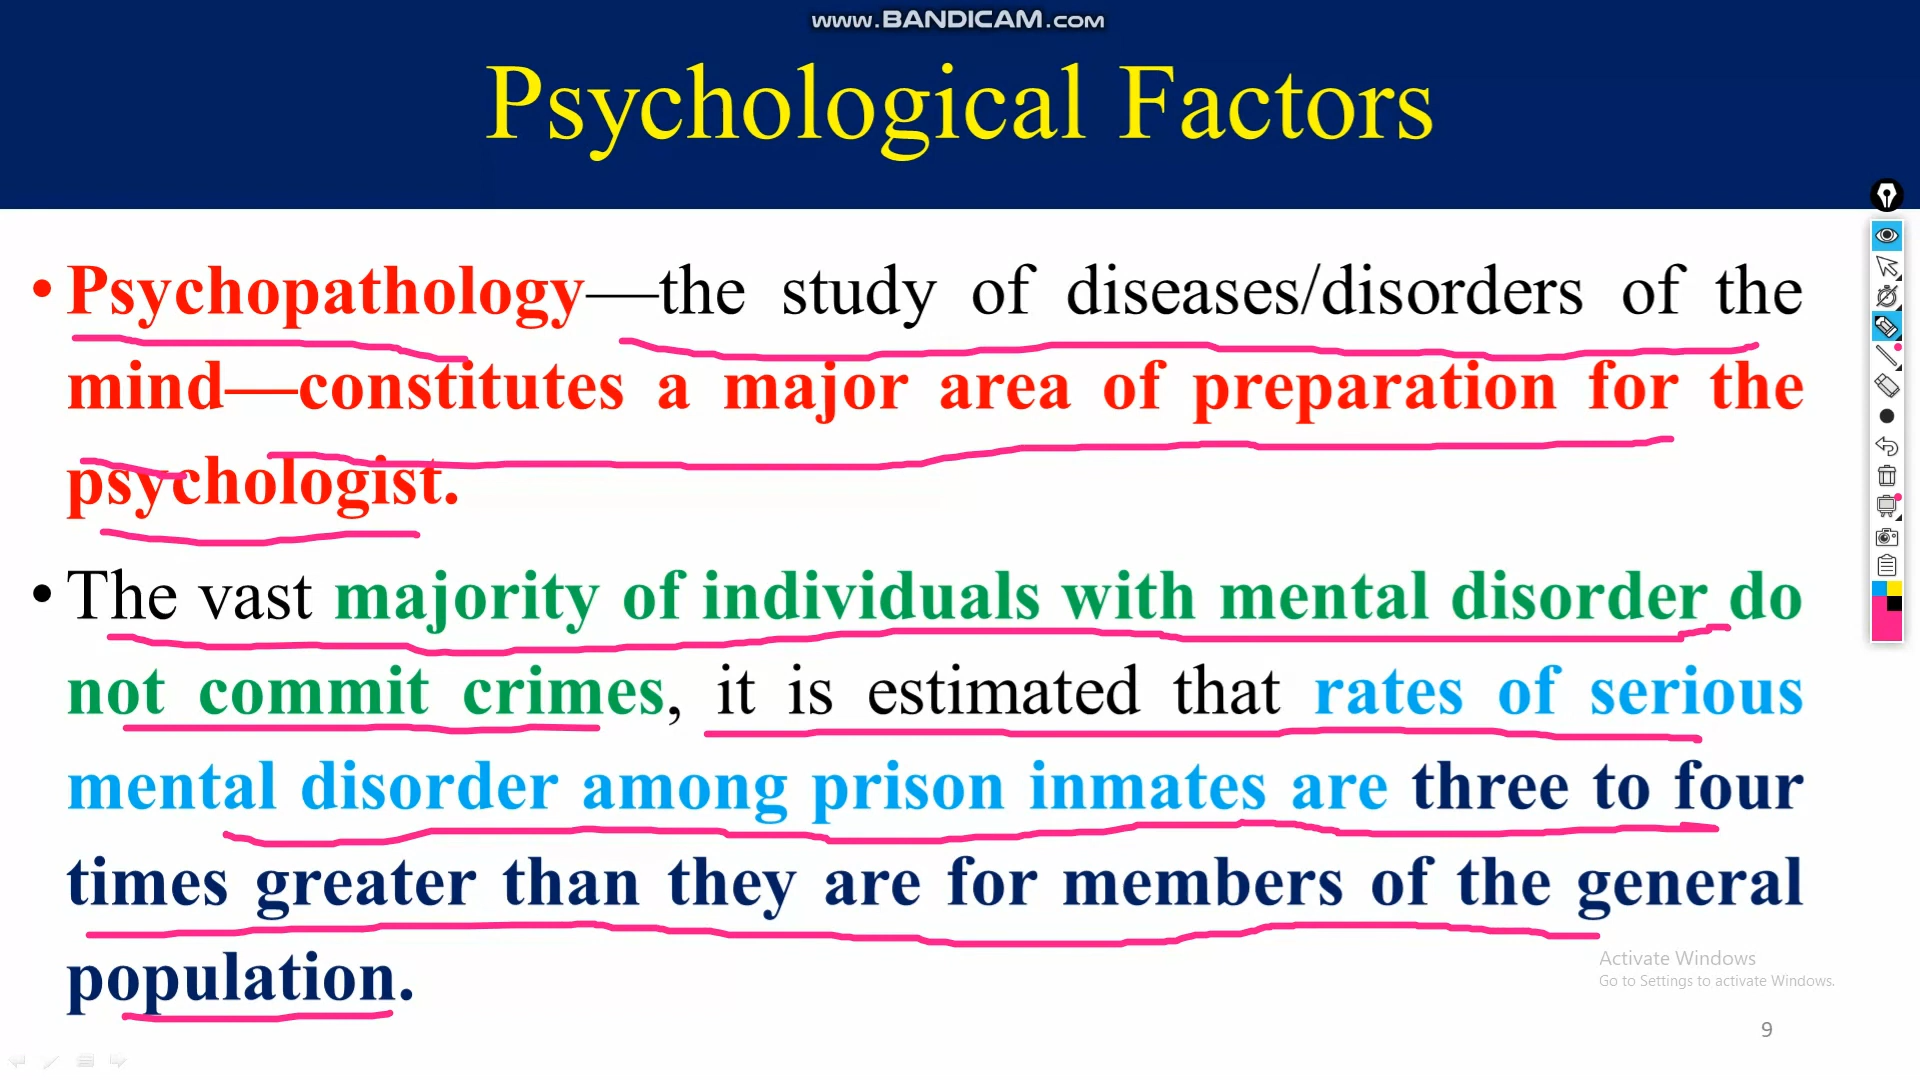 www.BANDICAM.com
Psychological Factors
• Psychopathology—the study of diseases/disorders of the
mind—constitutes a major area of preparation for the
psychologist.
• The vast majority of individuals with mental disorder do
not commit crimes, it is estimated that rates of serious
mental disorder among prison inmates are three to four
times greater than they are for members of the general
population.
Activate Windows
Go to Settings to activate Windows.
9